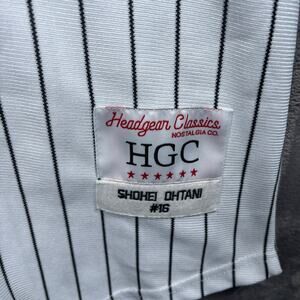 Headgear Classics
NOSTALGIA CO.
HGC
SHOHEI OHTANI
#16